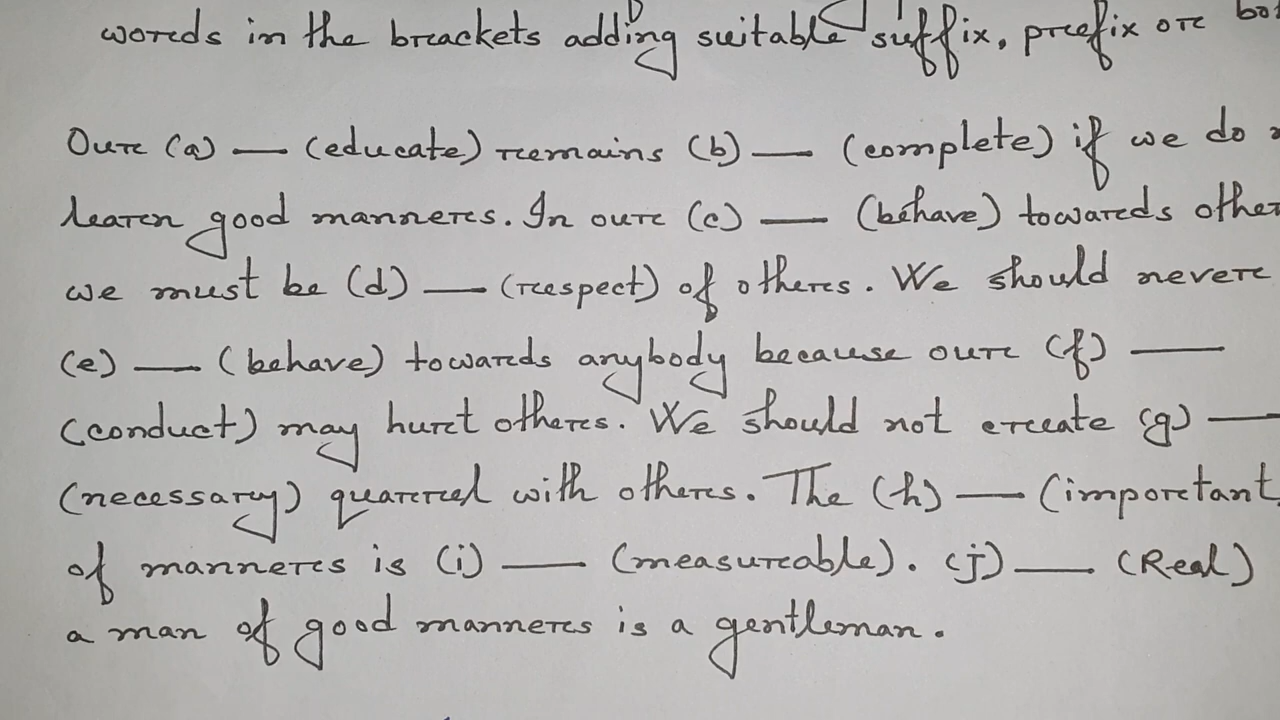 words in the brackets adding suitable suffix, prefix or
Our (a) — (educate) remains (b) — (complete) if we do
learn good manners. In our (c) — (behave) towards other
we must be (d) — (respect) of others. We should never
(e) — (behave) towards anybody because our (f) —
(conduct) may hurt others. We should not create (g) —
(necessary) quarrel with others. The (h) — (important
of manners is (i) — (measureable). (j) — (Real)
a man of good manners is a gentleman.